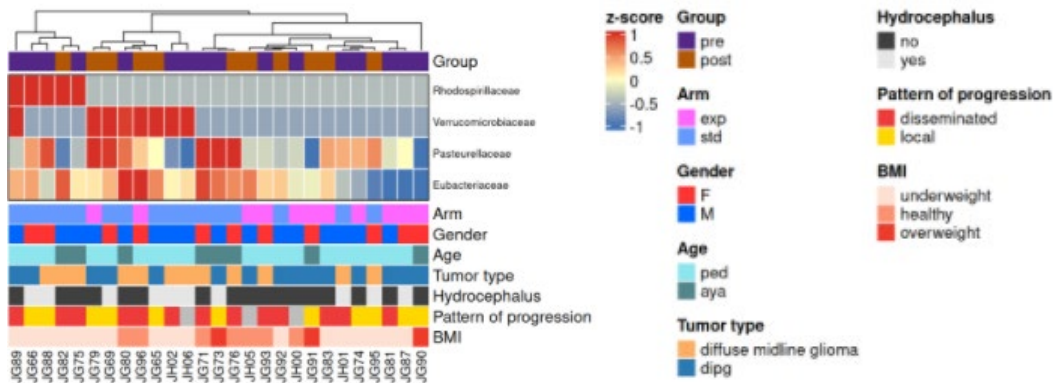 z-score
1
0.5
0
-0.5
-1
Group
pre
post
Arm
exp
std
Gender
F
M
Age
ped
aya
Tumor type
diffuse midline glioma
dipg
Hydrocephalus
no
yes
Pattern of progression
disseminated
local
BMI
underweight
healthy
overweight
Group
Rhodospirillaceae
Verrucomicrobiaceae
Pasteurellaceae
Eubacteriaceae
Arm
Gender
Age
Tumor type
Hydrocephalus
Pattern of progression
BMI
JG89
JG66
JG88
JG82
JG75
JG79
JG69
JG80
JG96
JG65
JH02
JH06
JG71
JG73
JG76
JH05
JG93
JG92
JH00
JG91
JG83
JH01
JG74
JG95
JG81
JG87
JG90